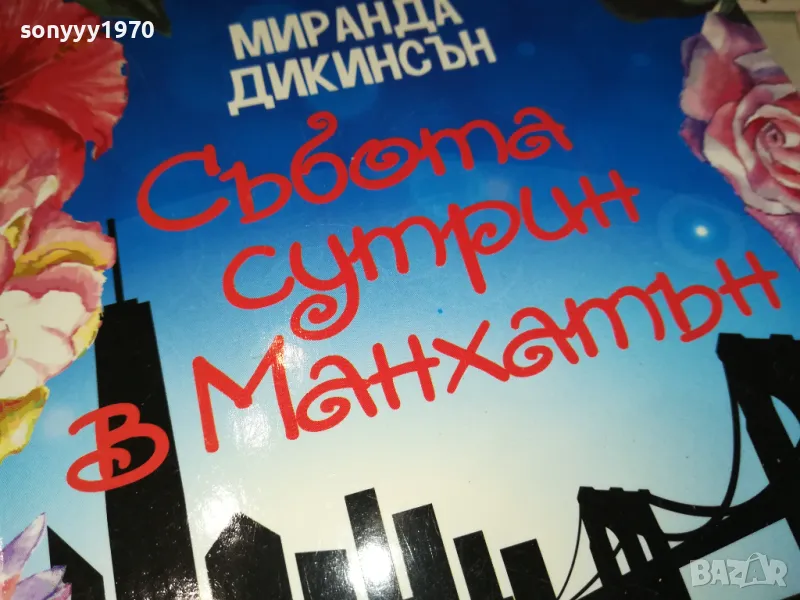 sonyyy1970
МИРАНДА
ДИКИНСЪН
Събота
сутрин
в Манхатън
BAZAR